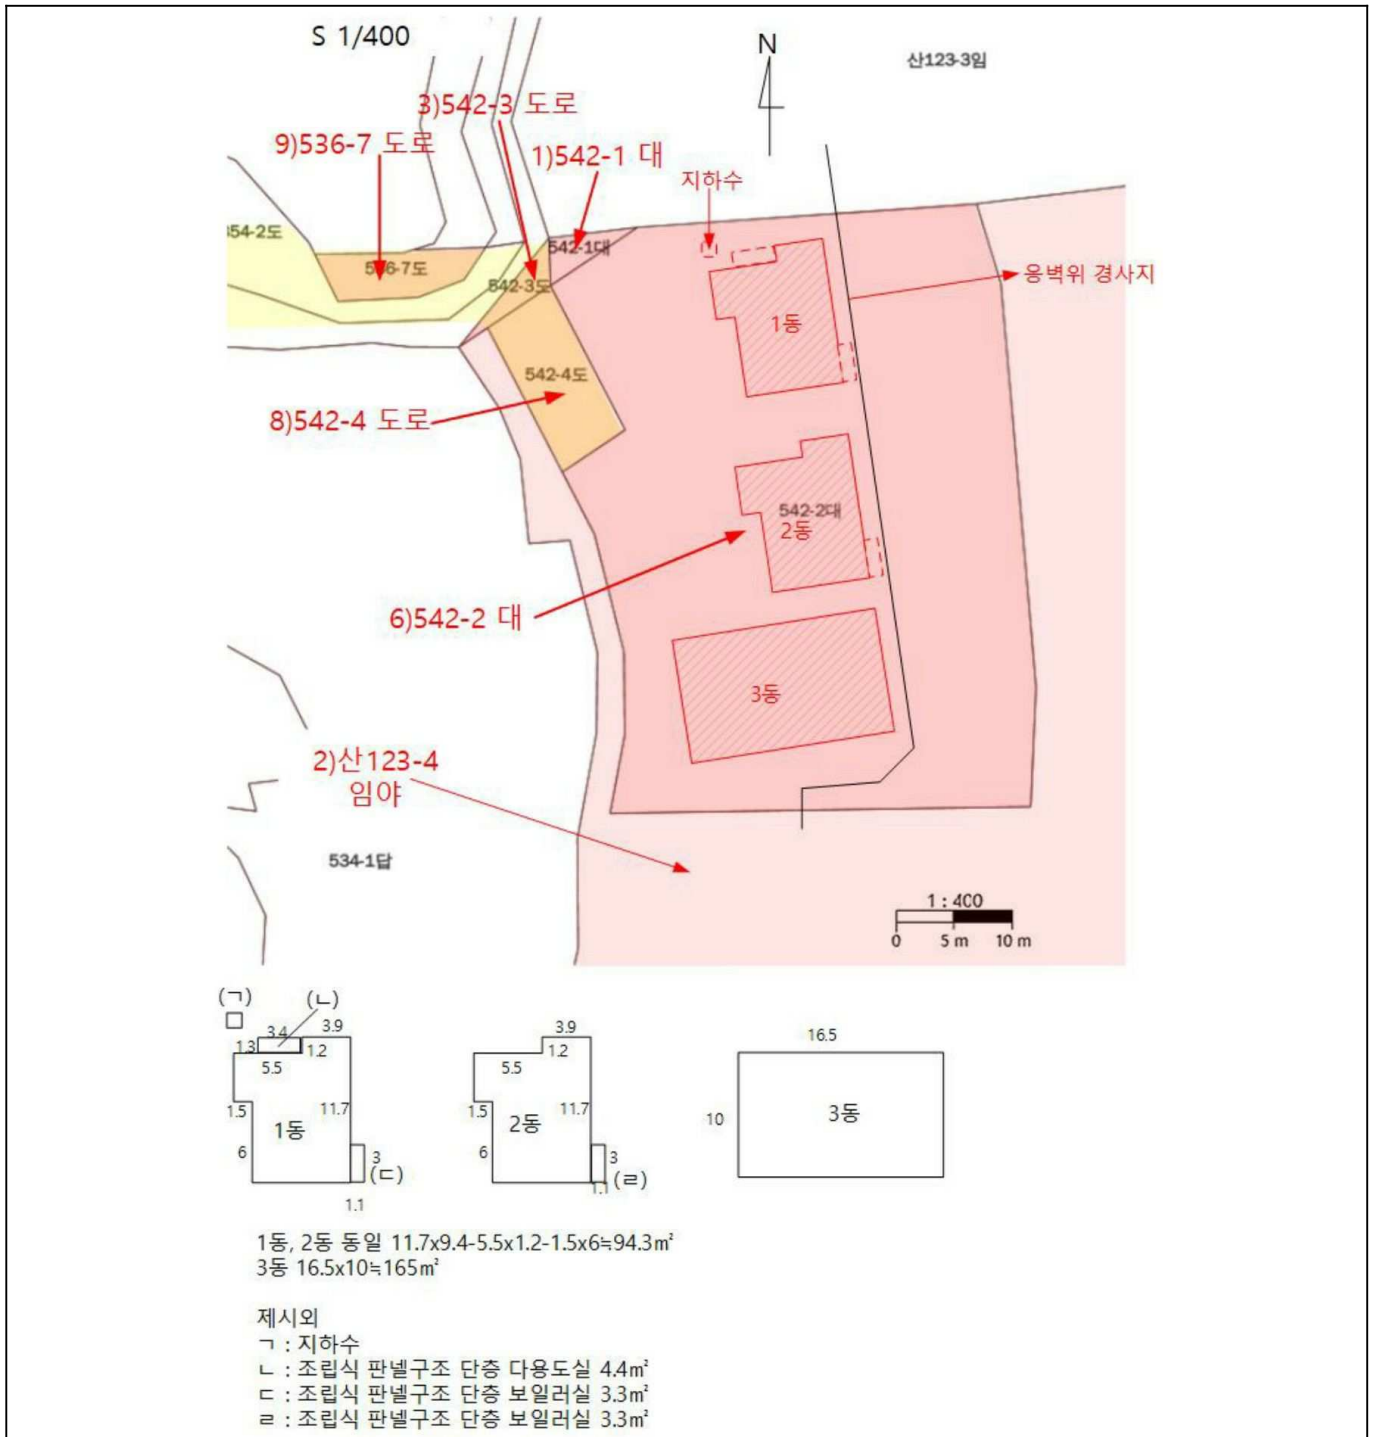 S 1/400
N
산123-3임
3)542-3 도로
9)536-7 도로
1)542-1 대
지하수
354-2도
542-1대
536-7도
542-3도
옹벽위 경사지
1동
542-4도
8)542-4 도로
542-2대
2동
6)542-2 대
3동
2)산123-4
임야
534-1답
1 : 400
0 5 m 10 m
(ㄱ) (ㄴ)
3.4 3.9 3.9 16.5
1.3 1.2 1.2
5.5 5.5
1.5 11.7 1.5 11.7 10 3동
1동 2동
6 3 6 3
(ㄷ) (ㄹ)
1.1 1.1
1동, 2동 동일 11.7x9.4-5.5x1.2-1.5x6≒94.3㎡
3동 16.5x10≒165㎡
제시외
ㄱ : 지하수
ㄴ : 조립식 판넬구조 단층 다용도실 4.4㎡
ㄷ : 조립식 판넬구조 단층 보일러실 3.3㎡
ㄹ : 조립식 판넬구조 단층 보일러실 3.3㎡